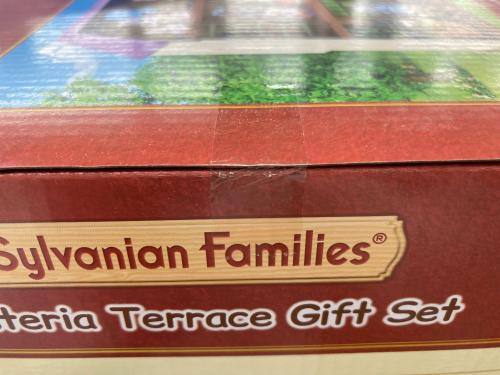 Sylvanian Families®
teria Terrace Gift Set